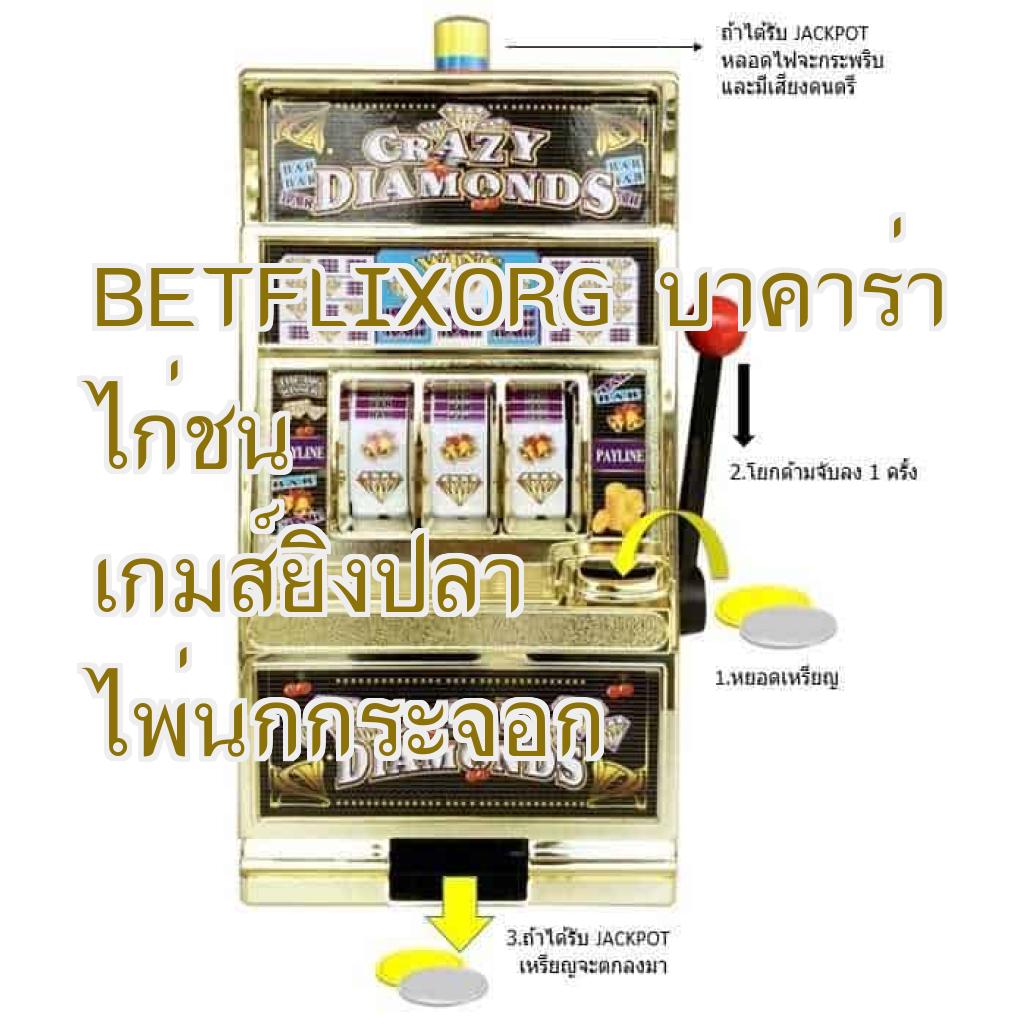 ถ้าได้รับ JACKPOT
หลอดไฟจะกระพริบ
และมีเสียงดนตรี
CRAZY
DIAMONDS
BETFLIXORG บาคาร่า
ไก่ชน
PAYLINE
PAYLINE
2.โยกด้ามจับลง 1 ครั้ง
เกมส์ยิงปลา
1.หยอดเหรียญ
ไพ่นกกระจอก
DIAMONDS
3.ถ้าได้รับ JACKPOT
เหรียญจะตกลงมา